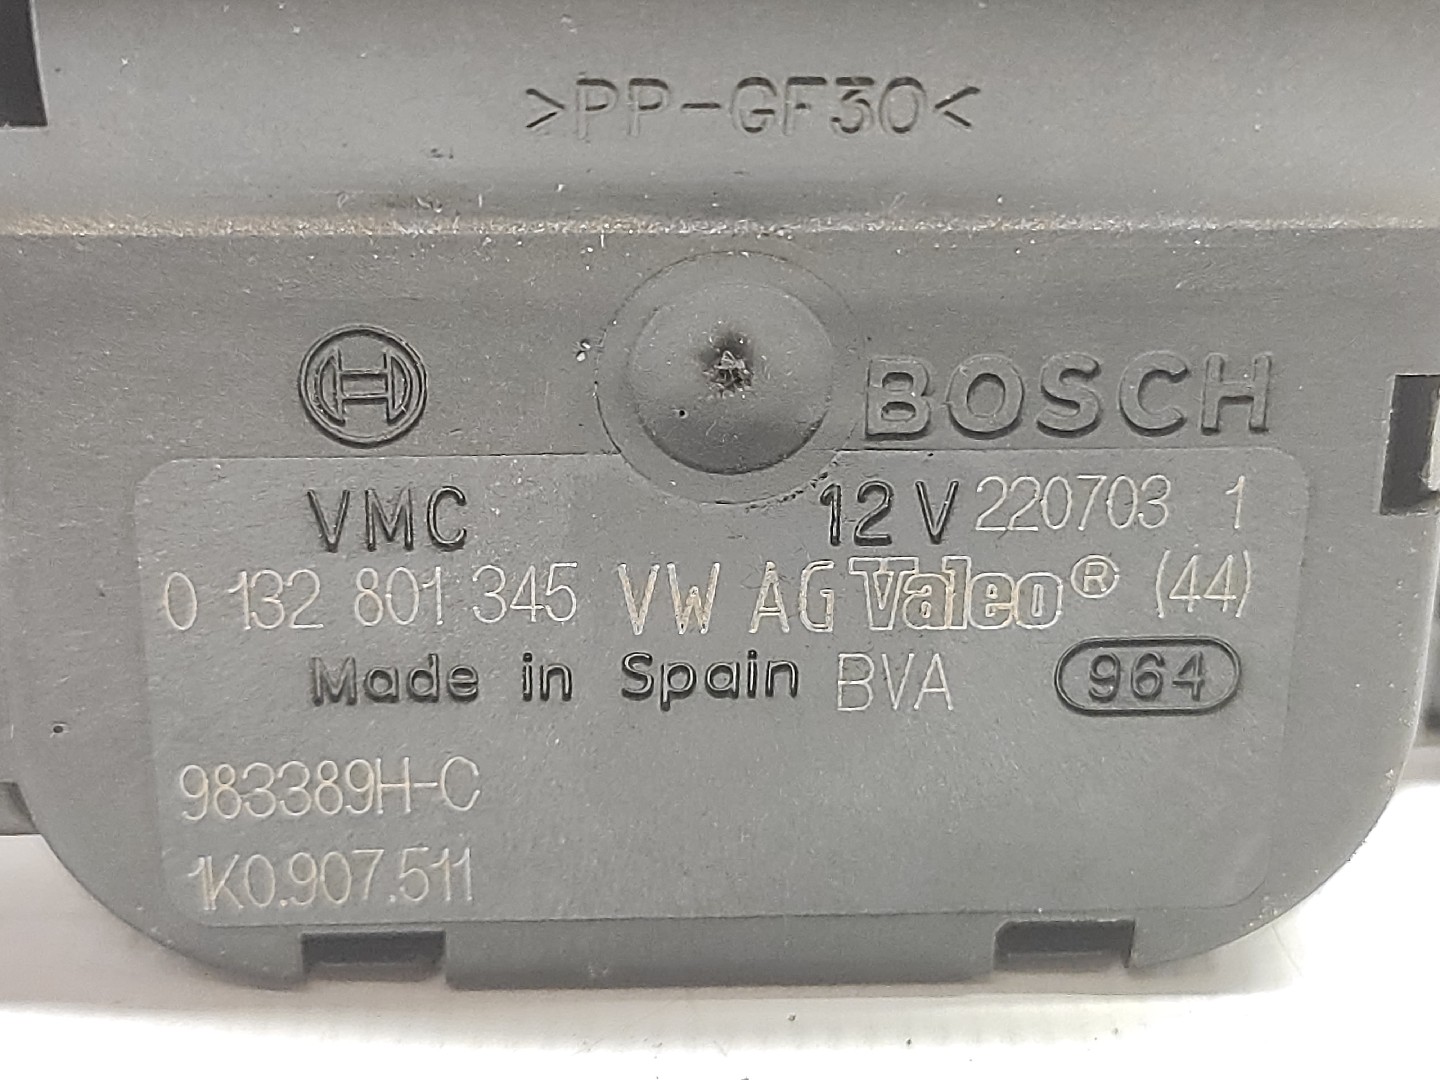 >PP-GF30<
BOSCH
VMC 12V 220703 1
0 132 801 345 VW AG Valeo® (44)
Made in Spain BVA 964
983389H-C
1K0.907.511